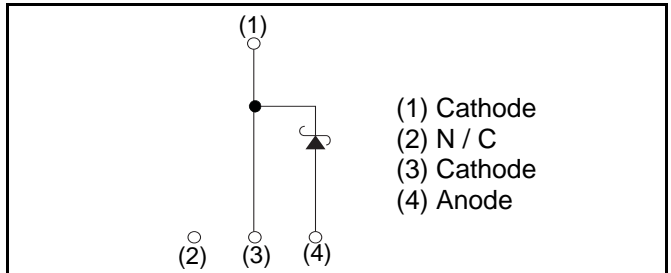 (1)
(1) Cathode
(2) N / C
(3) Cathode
(4) Anode
(2) (3) (4)